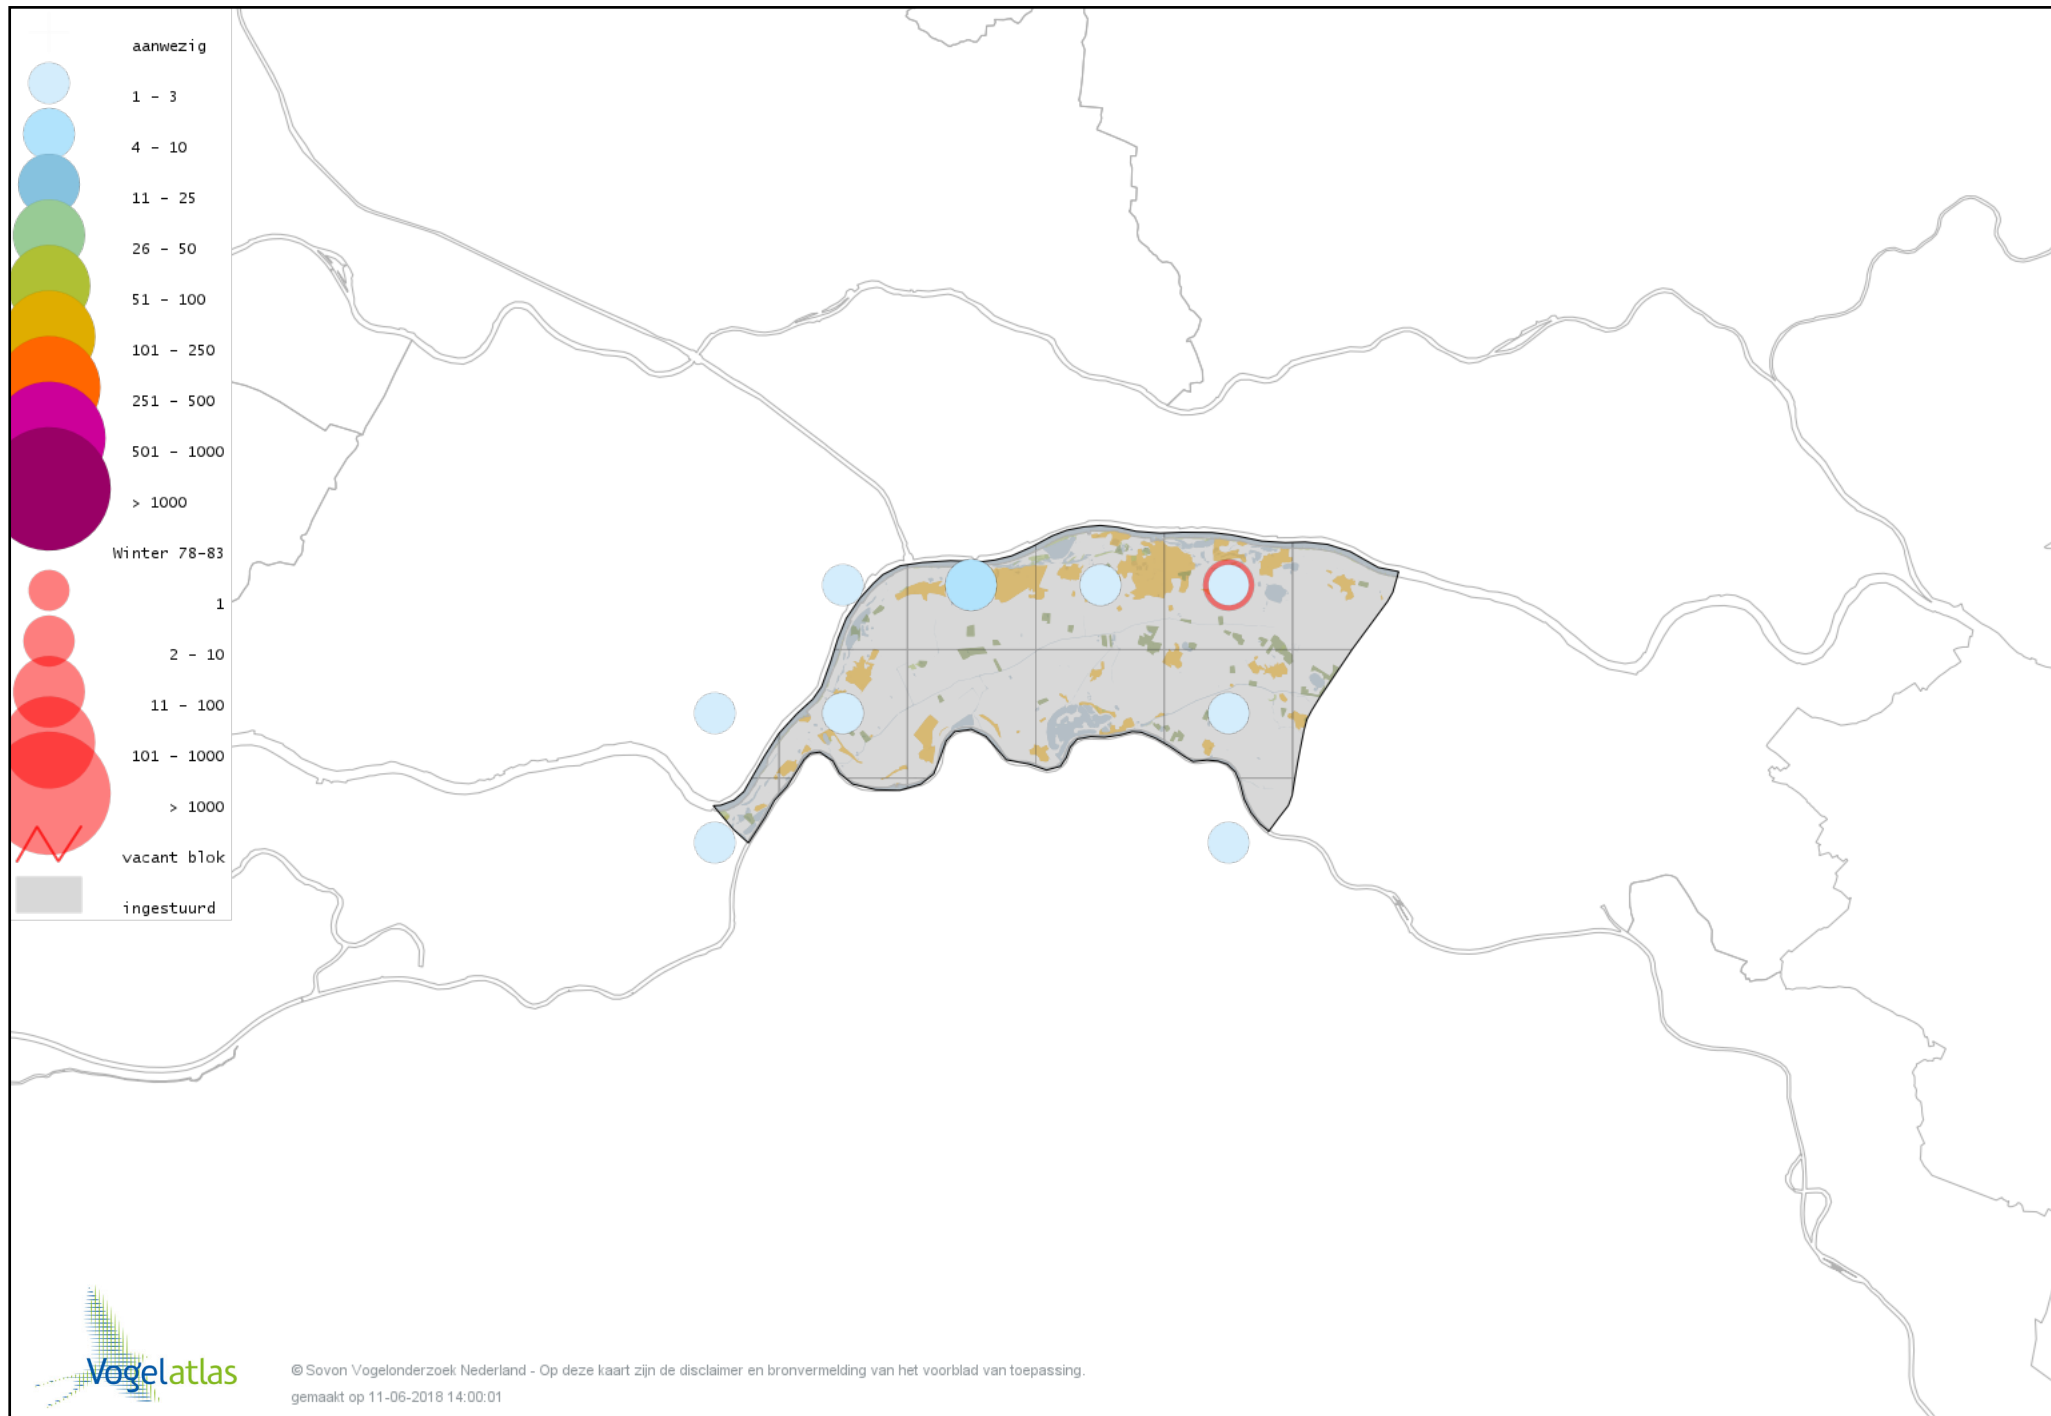 aanwezig
1 – 3
4 – 10
11 – 25
26 – 50
51 – 100
101 – 250
251 – 500
501 – 1000
> 1000
Winter 78-83
1
2 – 10
11 – 100
101 – 1000
> 1000
vacant blok
ingestuurd
Vogelatlas
© Sovon Vogelonderzoek Nederland - Op deze kaart zijn de disclaimer en bronvermelding van het voorblad van toepassing.
gemaakt op 11-06-2018 14:00:01